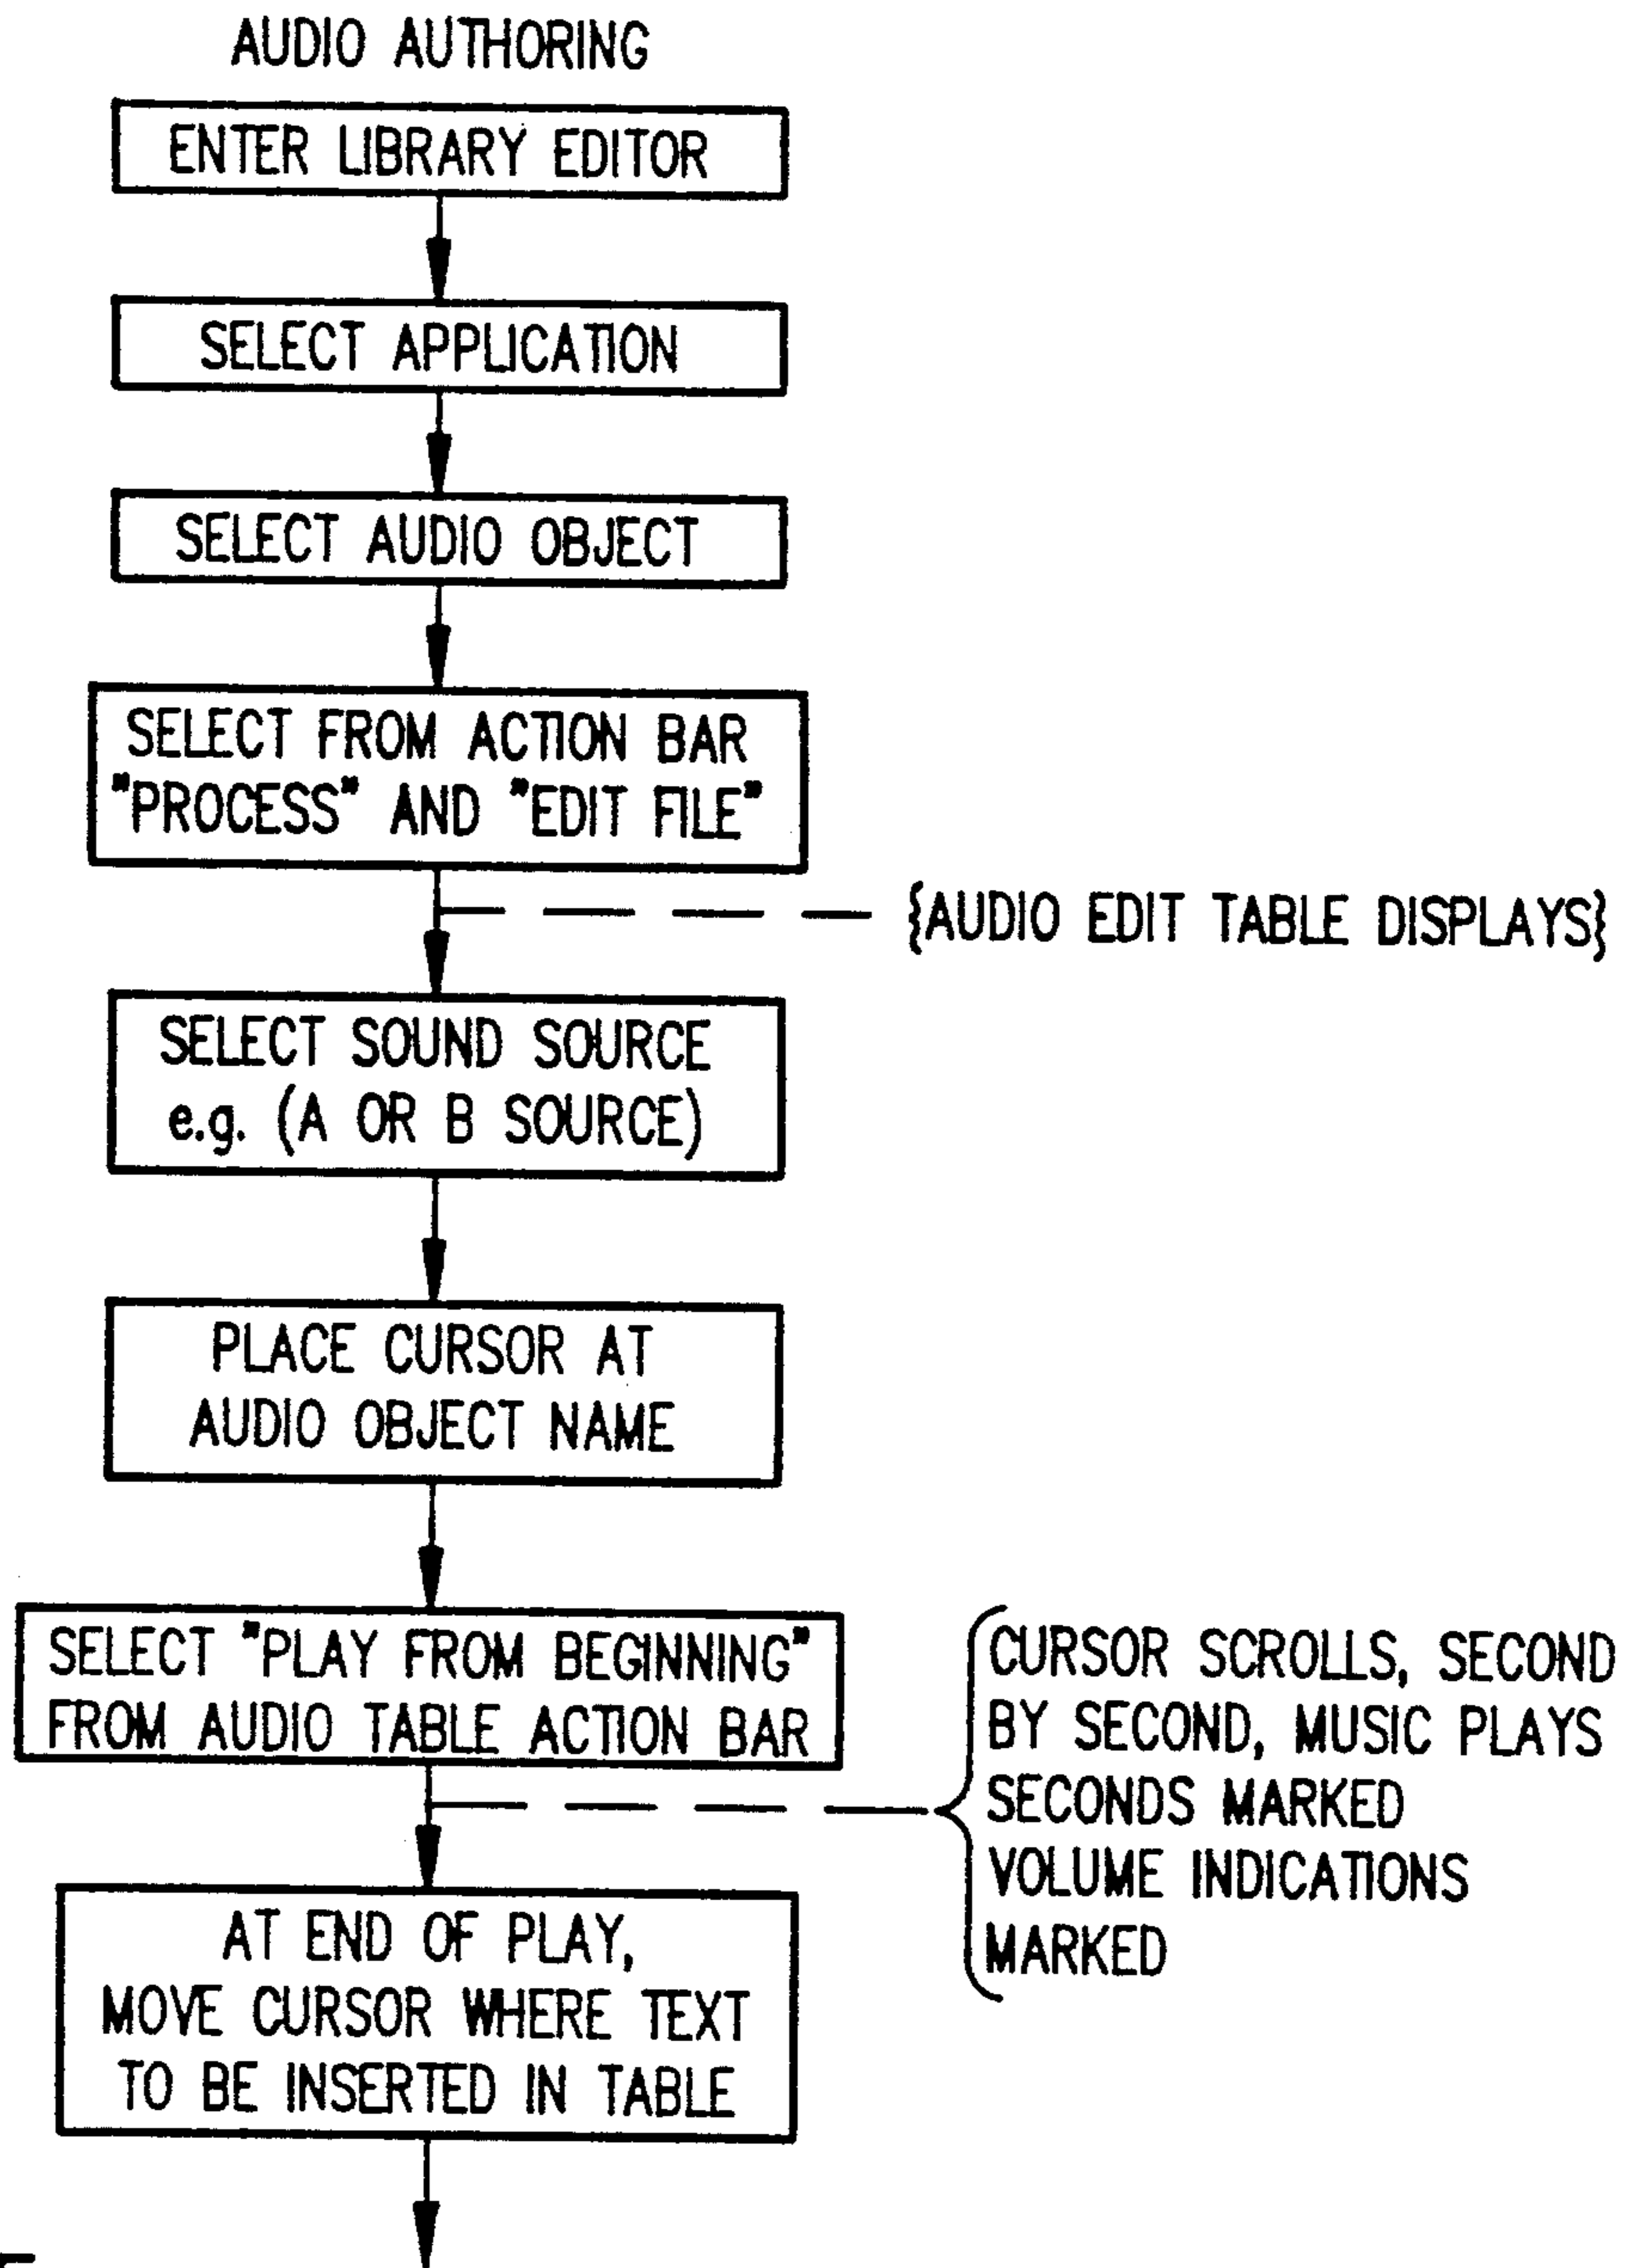 AUDIO AUTHORING
ENTER LIBRARY EDITOR
SELECT APPLICATION
SELECT AUDIO OBJECT
SELECT FROM ACTION BAR
"PROCESS" AND "EDIT FILE"
{AUDIO EDIT TABLE DISPLAYS}
SELECT SOUND SOURCE
e.g. (A OR B SOURCE)
PLACE CURSOR AT
AUDIO OBJECT NAME
SELECT "PLAY FROM BEGINNING"
FROM AUDIO TABLE ACTION BAR
CURSOR SCROLLS, SECOND
BY SECOND, MUSIC PLAYS
SECONDS MARKED
VOLUME INDICATIONS
MARKED
AT END OF PLAY,
MOVE CURSOR WHERE TEXT
TO BE INSERTED IN TABLE